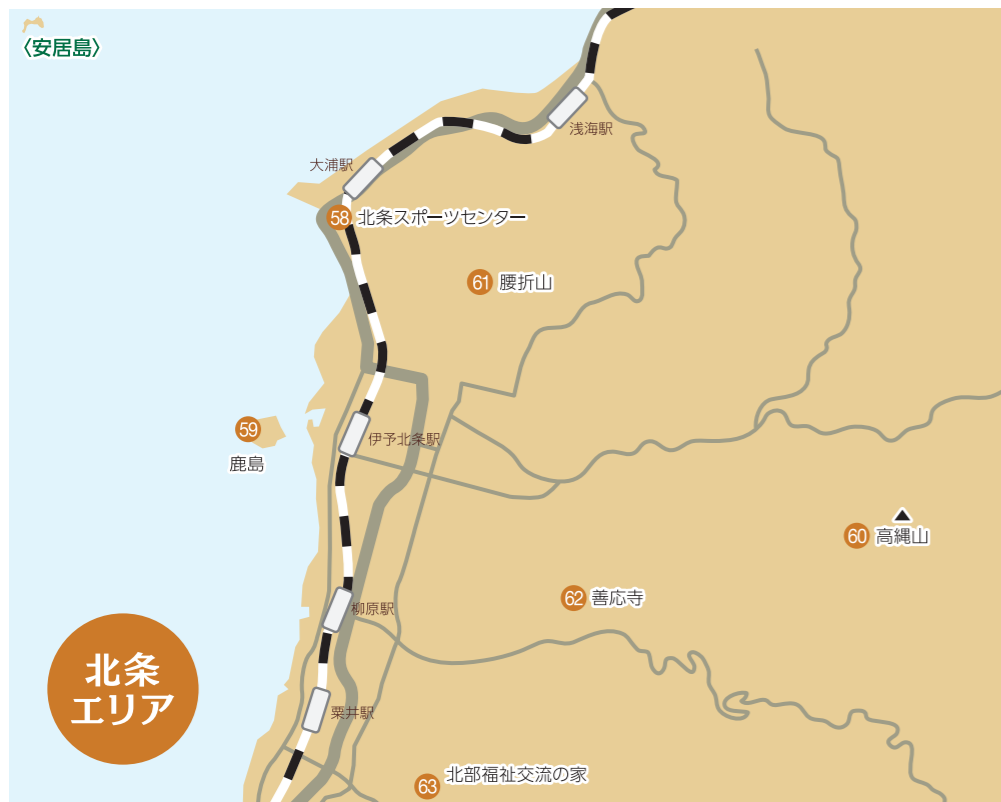 〈安居島〉
浅海駅
大浦駅
58 北条スポーツセンター
61 腰折山
59
鹿島
伊予北条駅
60 高縄山
62 善応寺
柳原駅
北条
エリア
粟井駅
63 北部福祉交流の家